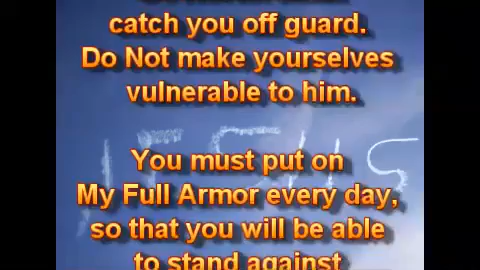 catch you off guard.
Do Not make yourselves
vulnerable to him.
JESUS
You must put on
My Full Armor every day,
so that you will be able
to stand against